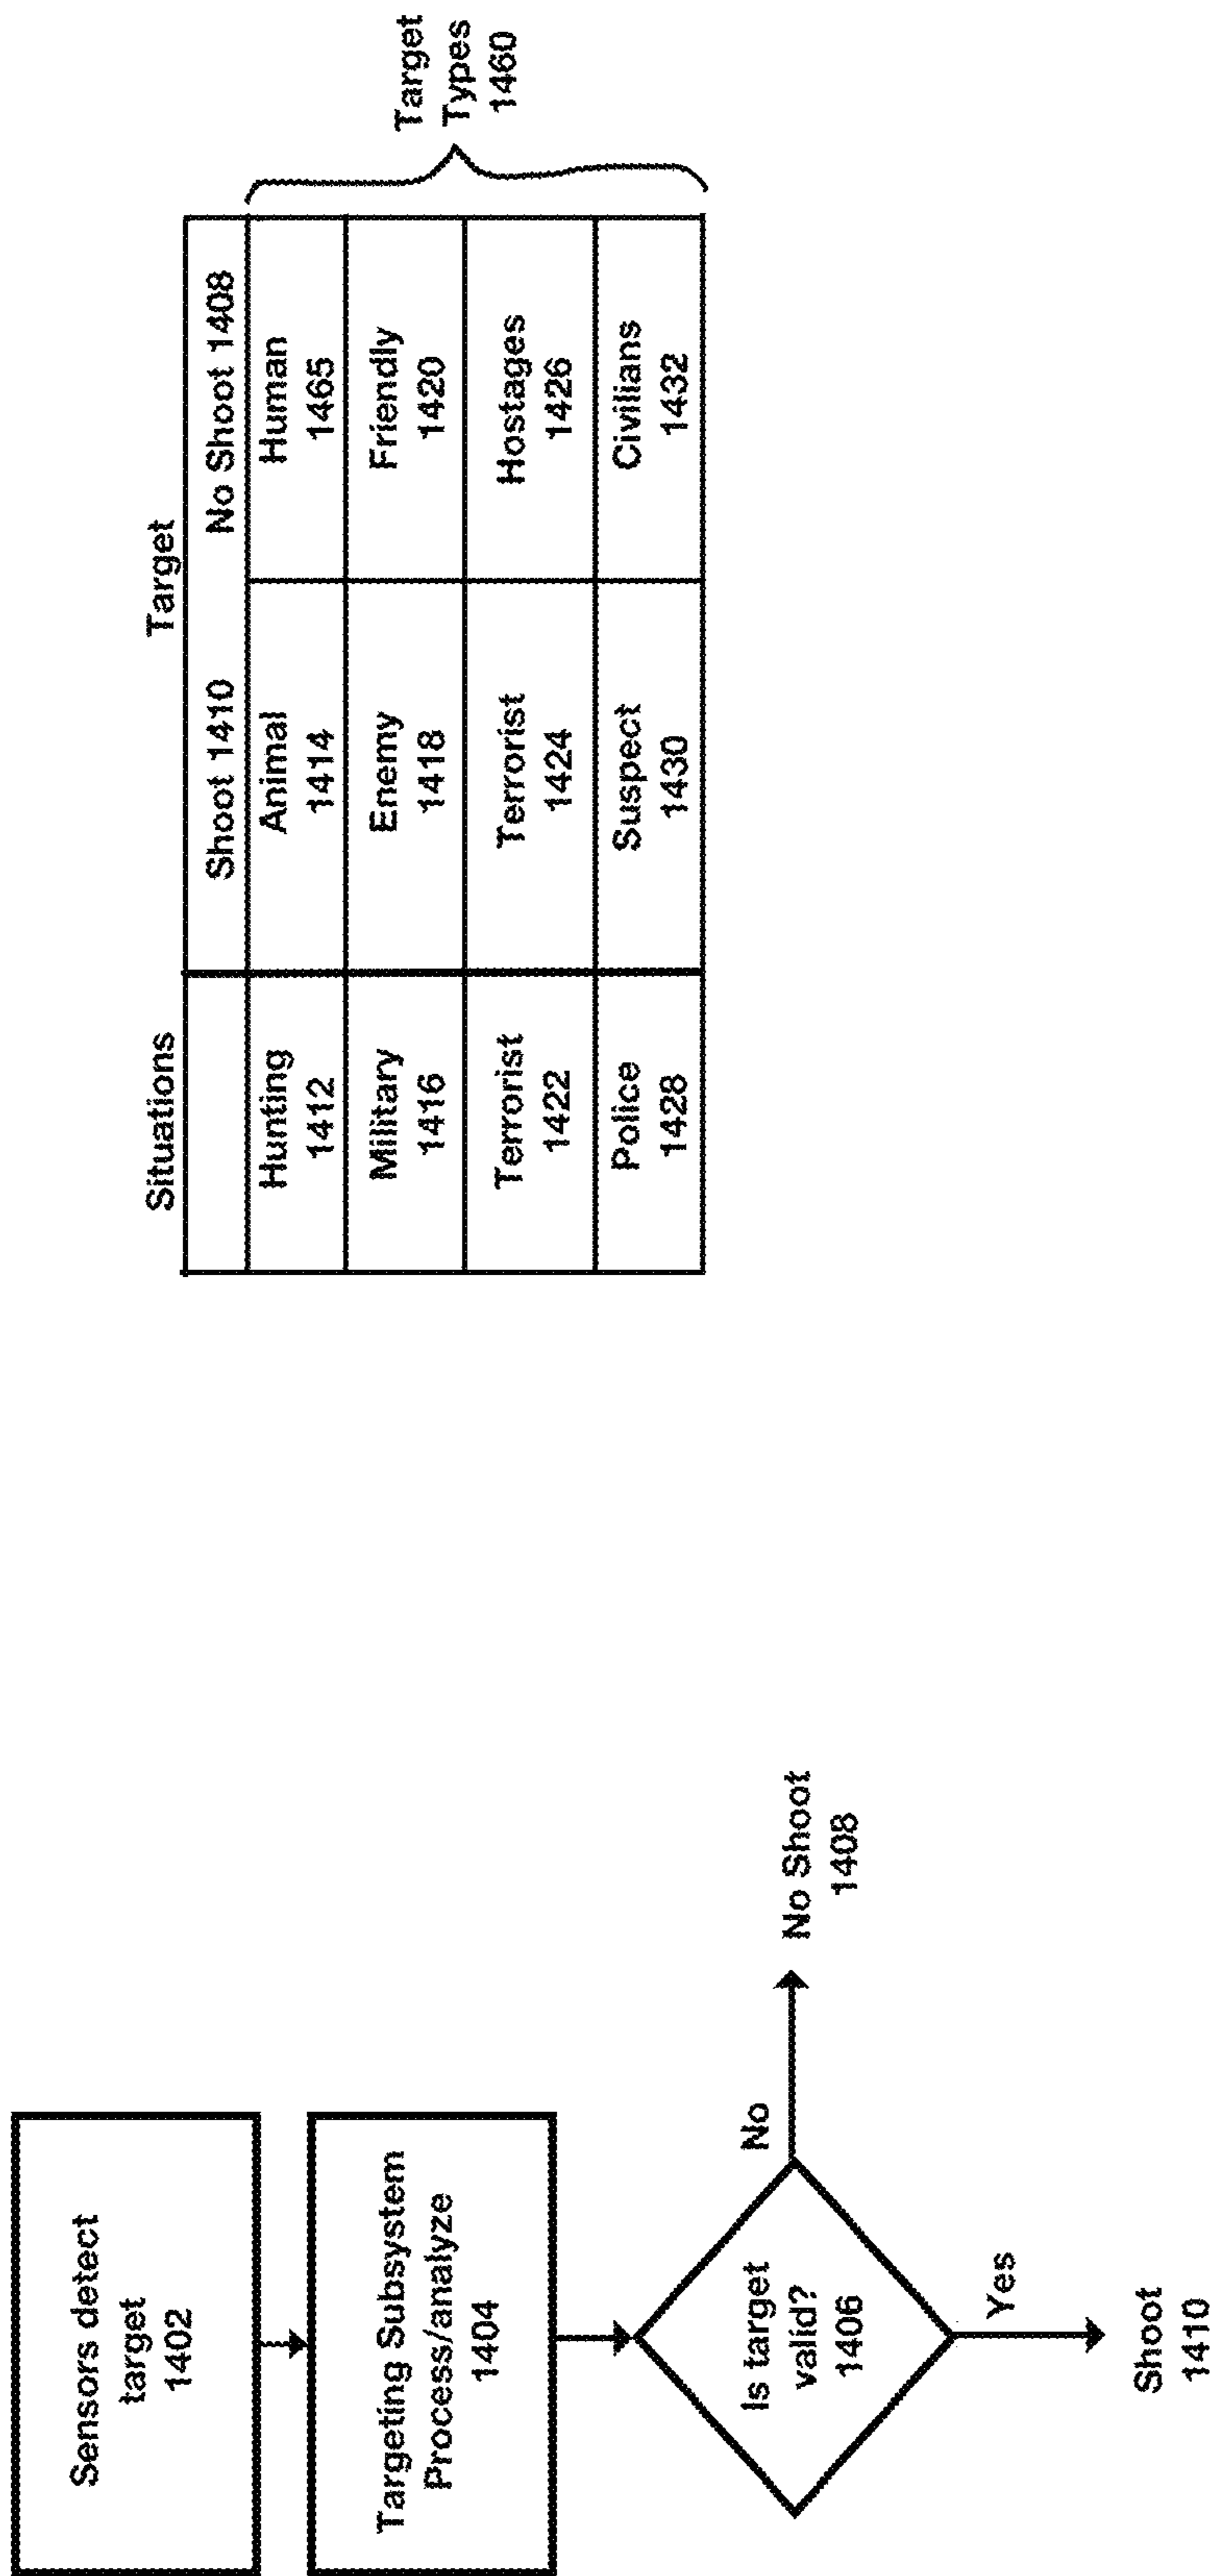 Sensors detect
target
1402
Targeting Subsystem
Process/analyze
1404
Is target
valid?
1406
No
No Shoot
1408
Yes
Shoot
1410
Situations
Target
Shoot 1410
No Shoot 1408
Hunting
1412
Animal
1414
Human
1465
Military
1416
Enemy
1418
Friendly
1420
Terrorist
1422
Terrorist
1424
Hostages
1426
Police
1428
Suspect
1430
Civilians
1432
Target
Types
1460